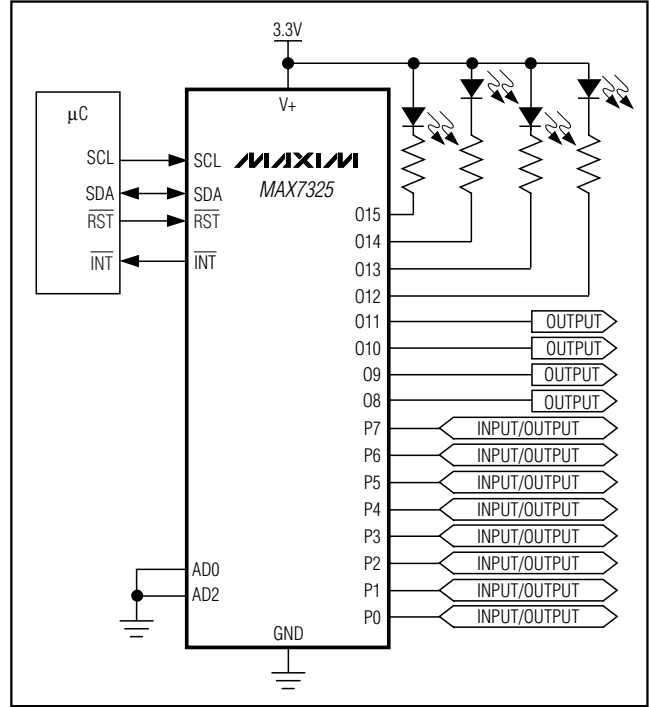 3.3V
μC
V+
SCL
SCL
MAXIM
SDA
SDA
MAX7325
RST
RST
INT
INT
O15
O14
O13
O12
O11
OUTPUT
O10
OUTPUT
O9
OUTPUT
O8
OUTPUT
P7
INPUT/OUTPUT
P6
INPUT/OUTPUT
P5
INPUT/OUTPUT
P4
INPUT/OUTPUT
P3
INPUT/OUTPUT
AD0
P2
INPUT/OUTPUT
AD2
P1
INPUT/OUTPUT
P0
INPUT/OUTPUT
GND